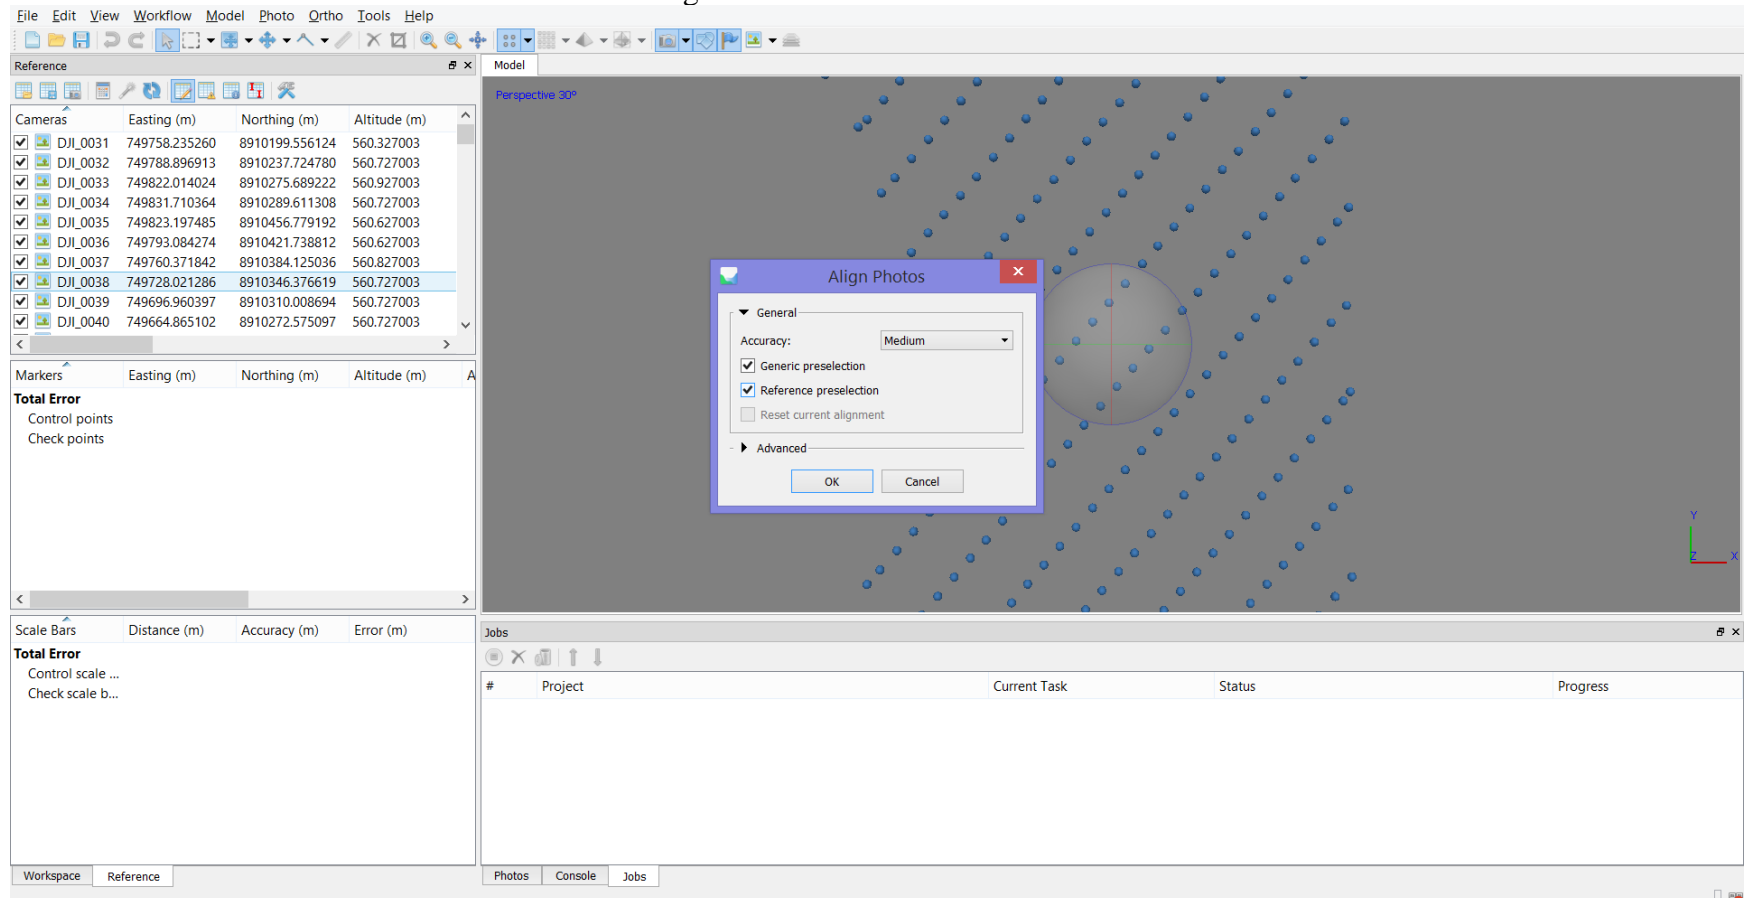 File Edit View Workflow Model Photo Ortho Tools Help
Reference
Cameras Easting (m) Northing (m) Altitude (m)
DJI_0031 749758.235260 8910199.556124 560.327003
DJI_0032 749788.896913 8910237.724780 560.727003
DJI_0033 749822.014024 8910275.689222 560.927003
DJI_0034 749831.710364 8910289.611308 560.727003
DJI_0035 749823.197485 8910456.779192 560.627003
DJI_0036 749793.084274 8910421.738812 560.627003
DJI_0037 749760.371842 8910384.125036 560.827003
DJI_0038 749728.021286 8910346.376619 560.727003
DJI_0039 749696.960397 8910310.008694 560.727003
DJI_0040 749664.865102 8910272.575097 560.727003
Markers Easting (m) Northing (m) Altitude (m) A
Total Error
Control points
Check points
Scale Bars Distance (m) Accuracy (m) Error (m)
Total Error
Control scale ...
Check scale b...
Workspace Reference
Model
Perspective 30°
Align Photos
General
Accuracy: Medium
Generic preselection
Reference preselection
Reset current alignment
Advanced
OK Cancel
Y
Z X
Jobs
# Project Current Task Status Progress
Photos Console Jobs